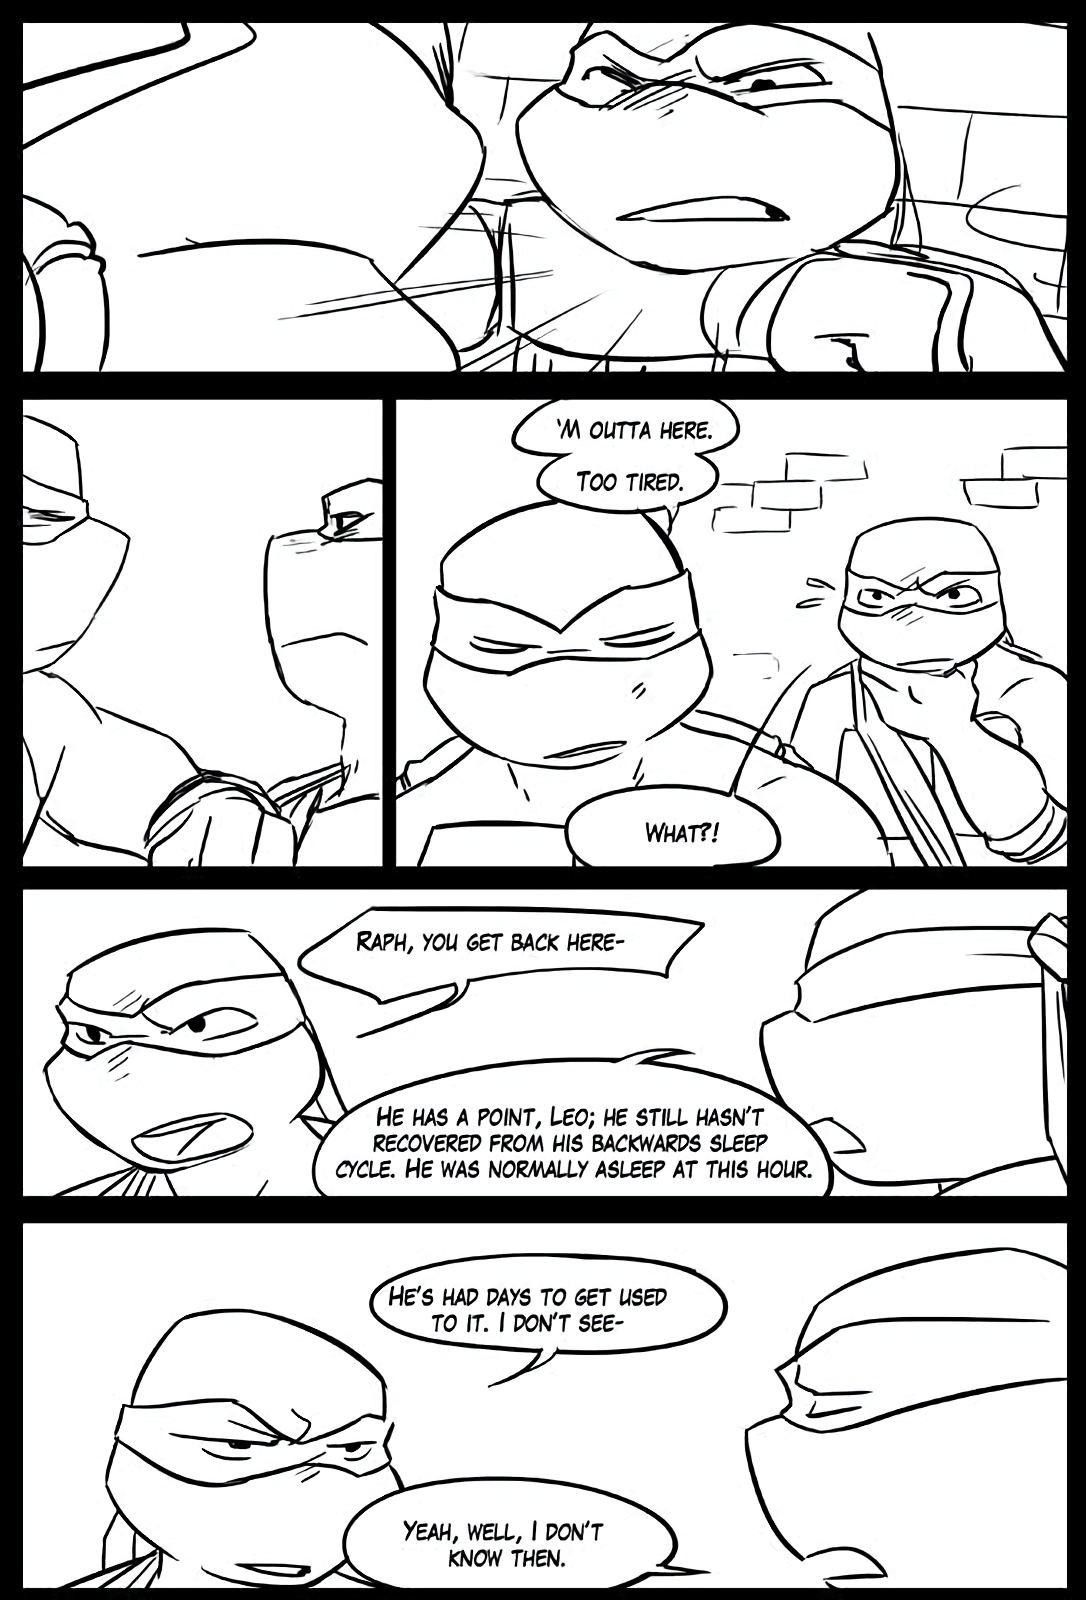 'M OUTTA HERE.
TOO TIRED.
WHAT?!
RAPH, YOU GET BACK HERE-
HE HAS A POINT, LEO; HE STILL HASN'T
RECOVERED FROM HIS BACKWARDS SLEEP
CYCLE. HE WAS NORMALLY ASLEEP AT THIS HOUR.
HE'S HAD DAYS TO GET USED
TO IT. I DON'T SEE-
YEAH, WELL, I DON'T
KNOW THEN.